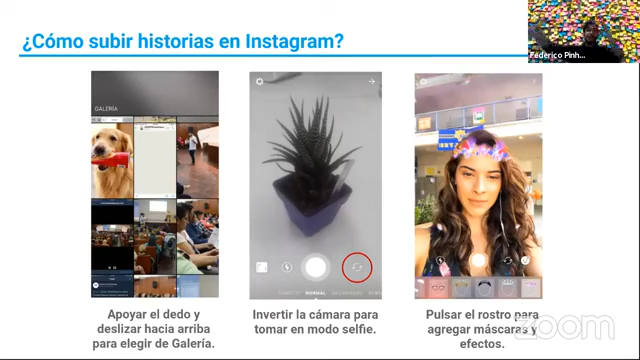 ¿Cómo subir historias en Instagram?
Federico Pinh...
GALERÍA
NORMAL
Apoyar el dedo y
deslizar hacia arriba
para elegir de Galería.
Invertir la cámara para
tomar en modo selfie.
Pulsar el rostro para
agregar máscaras y
efectos.
zoom